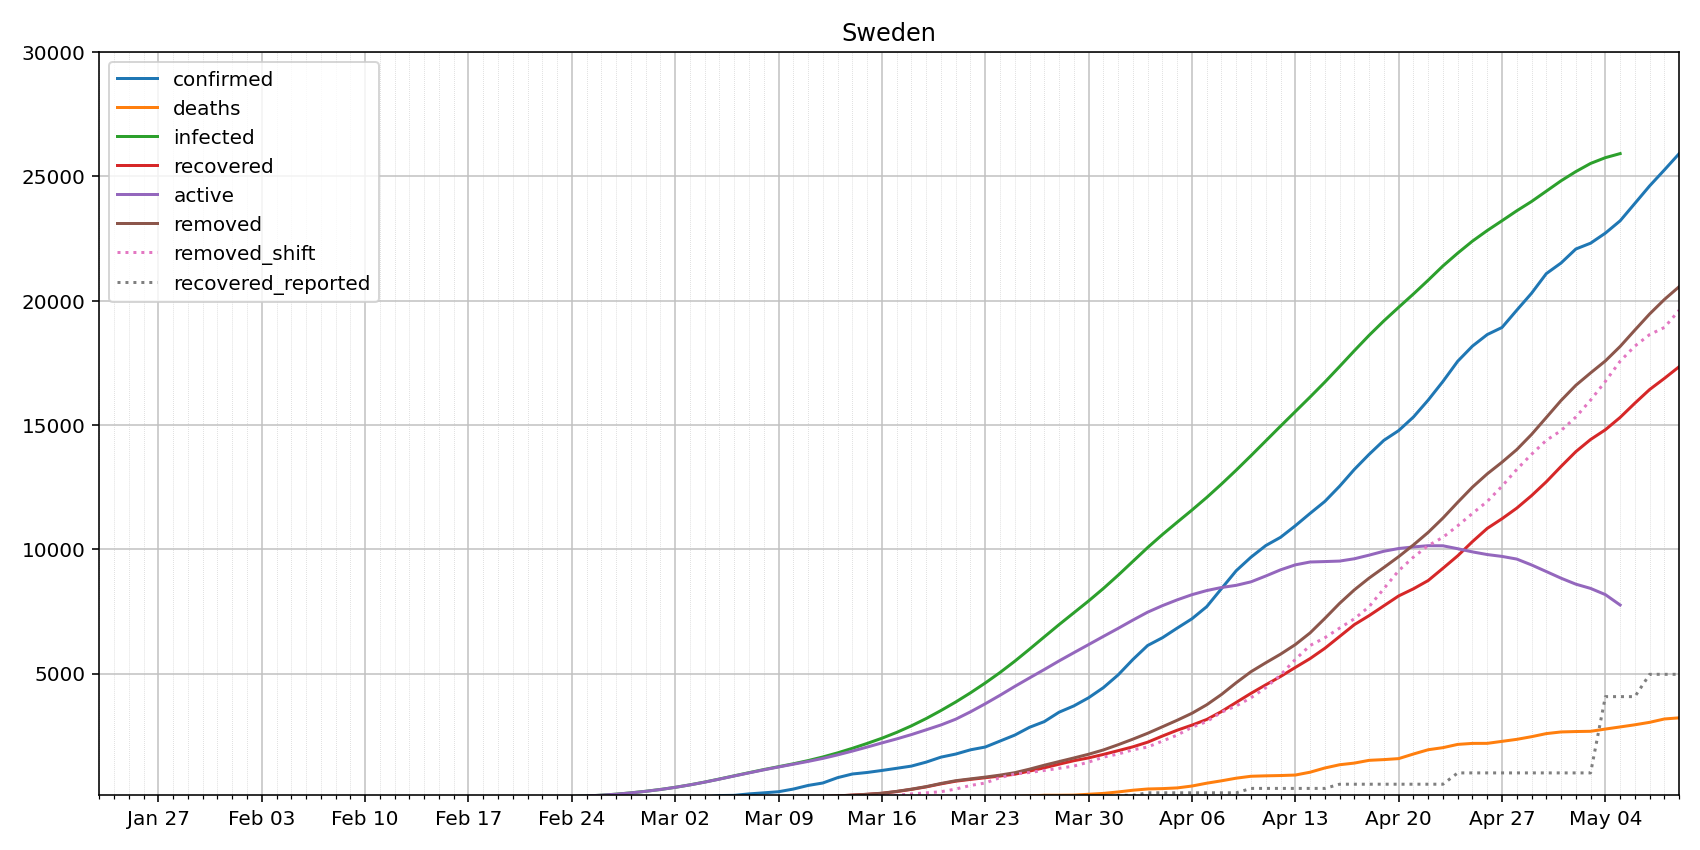 Sweden
30000
25000
20000
15000
10000
5000
confirmed
deaths
infected
recovered
active
removed
removed_shift
recovered_reported
Jan 27 Feb 03 Feb 10 Feb 17 Feb 24 Mar 02 Mar 09 Mar 16 Mar 23 Mar 30 Apr 06 Apr 13 Apr 20 Apr 27 May 04